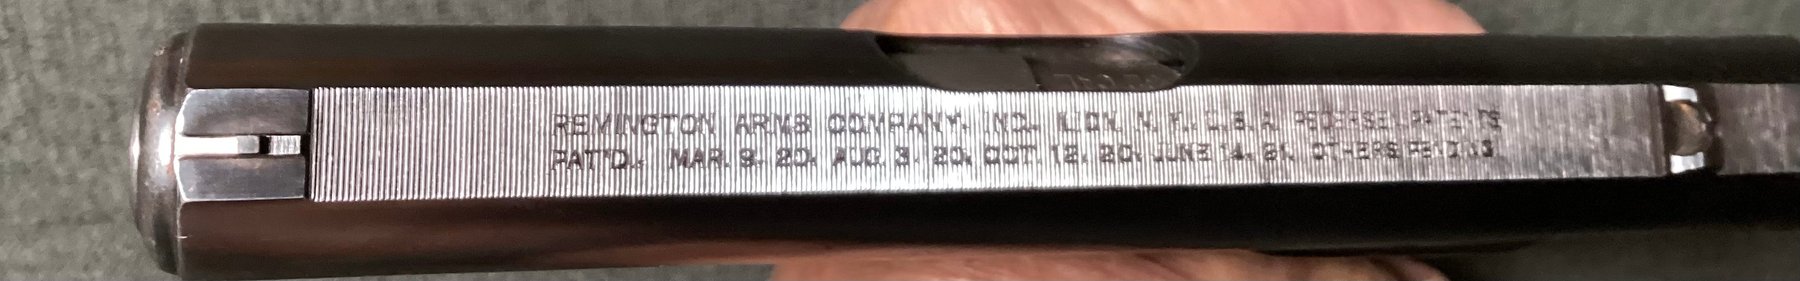 REMINGTON ARMS COMPANY, INC. ILION, N. Y., U. S. A. PEDERSEN PATENTS
PAT'D. MAR. 9. 20, AUG. 3. 20, OCT. 12. 20, JUNE 14. 21. OTHERS PENDING